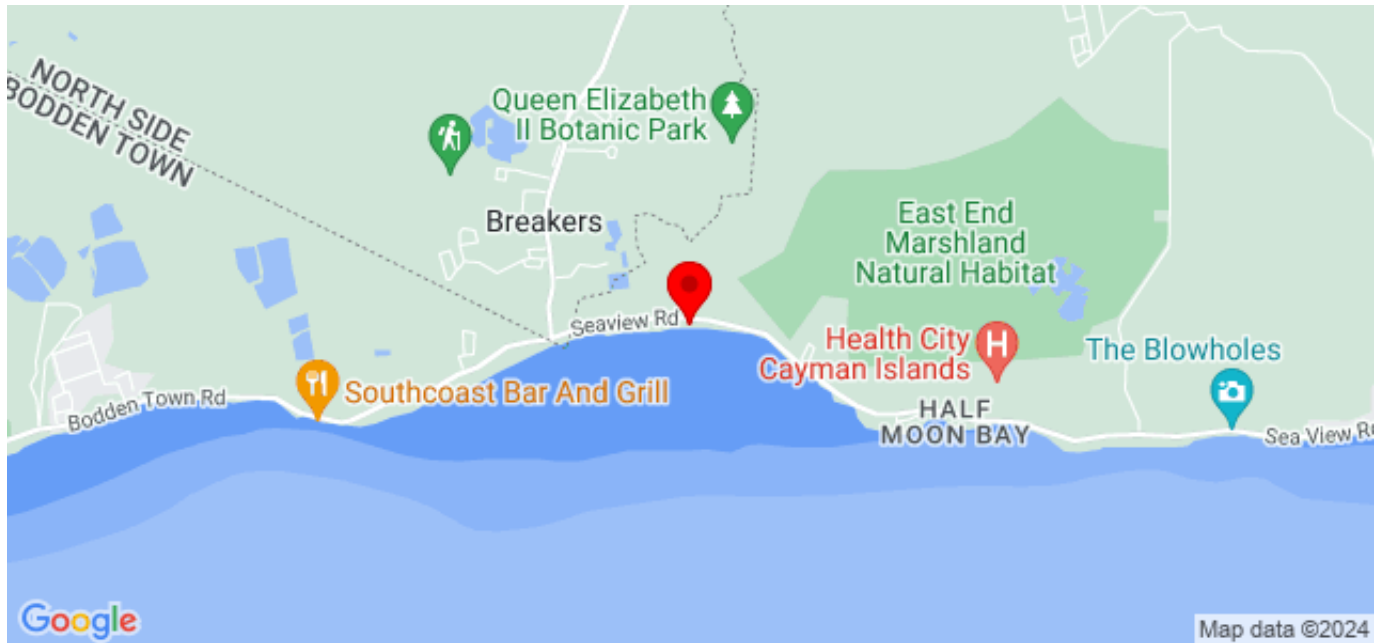 NORTH SIDE
BODDEN TOWN
Queen Elizabeth
II Botanic Park
Breakers
East End
Marshland
Natural Habitat
Seaview Rd
Health City
Cayman Islands
H
The Blowholes
Southcoast Bar And Grill
Bodden Town Rd
HALF
MOON BAY
Sea View Rd
Google
Map data ©2024